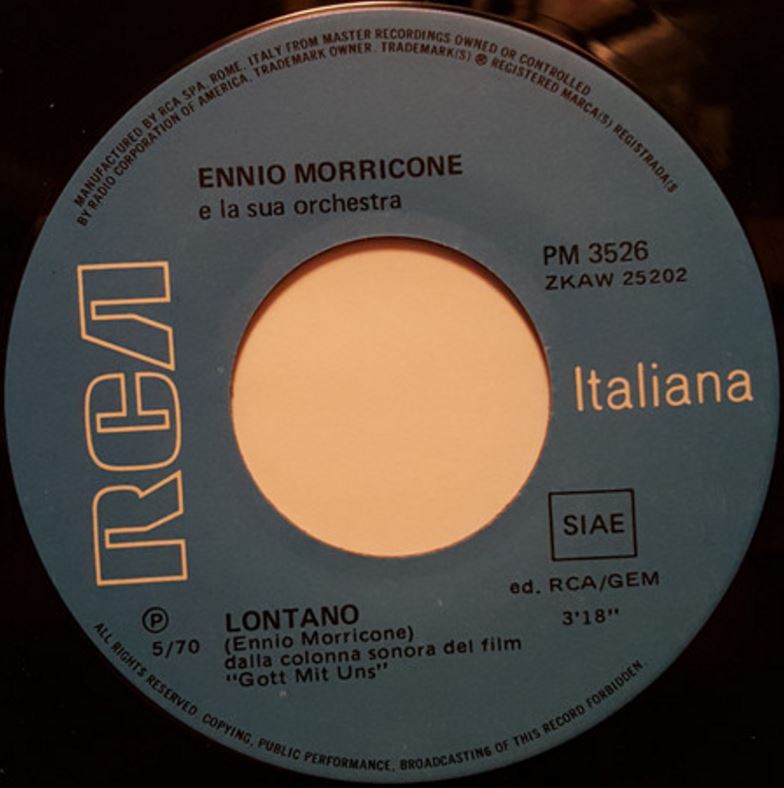 MANUFACTURED BY RCA SPA, ROME, ITALY FROM MASTER RECORDINGS OWNED OR CONTROLLED
BY RADIO CORPORATION OF AMERICA, TRADEMARK OWNER. TRADEMARK(S) ® REGISTERED MARCA(S) REGISTRADA(S
ENNIO MORRICONE
e la sua orchestra
PM 3526
ZKAW 25202
RCA
Italiana
SIAE
ed. RCA/GEM
3'18"
℗
5/70
LONTANO
(Ennio Morricone)
dalla colonna sonora del film
"Gott Mit Uns"
ALL RIGHTS RESERVED. COPYING, PUBLIC PERFORMANCE, BROADCASTING OF THIS RECORD FORBIDDEN.